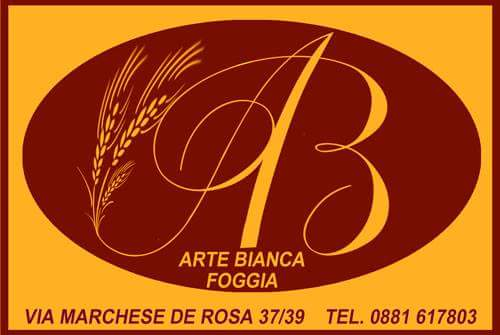 AB
ARTE BIANCA
FOGGIA
VIA MARCHESE DE ROSA 37/39 TEL. 0881 617803